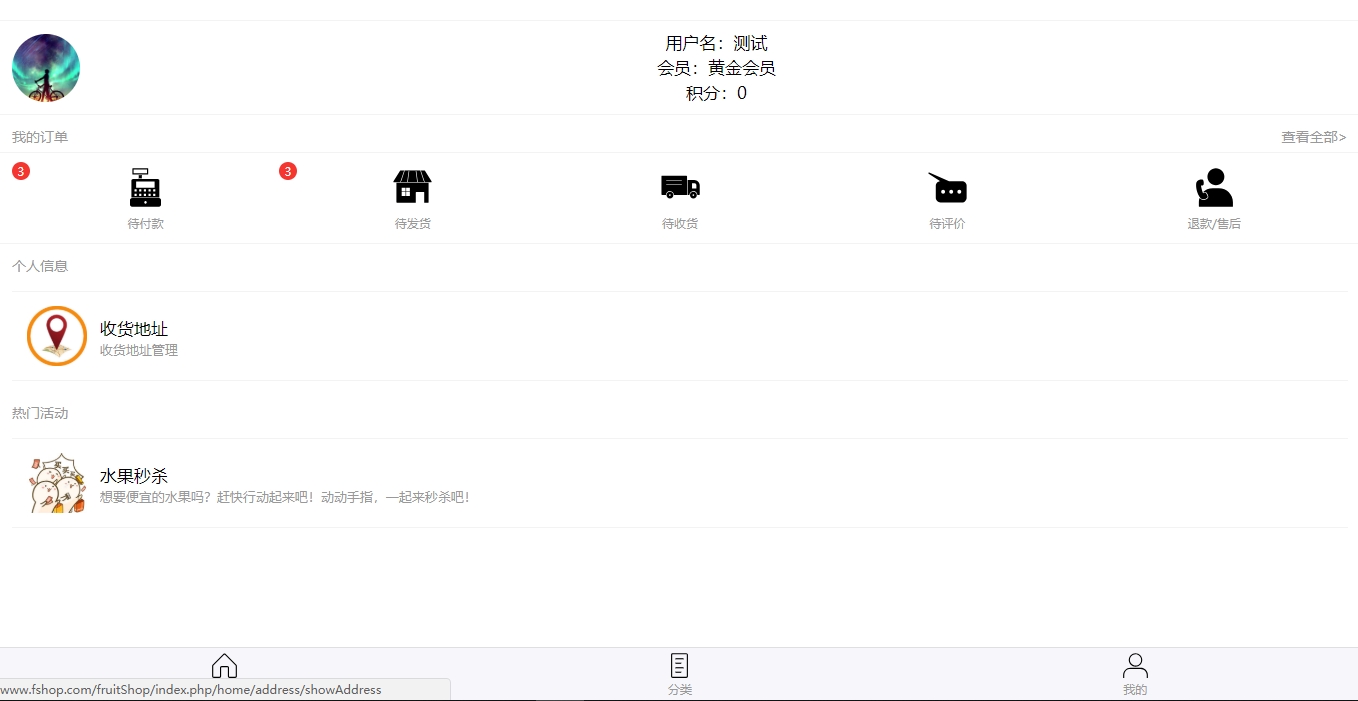 用户名：测试
会员：黄金会员
积分：0
我的订单
查看全部>
3
3
待付款
待发货
待收货
待评价
退款/售后
个人信息
收货地址
收货地址管理
热门活动
水果秒杀
想要便宜的水果吗？赶快行动起来吧！动动手指，一起来秒杀吧！
www.fshop.com/fruitShop/index.php/home/address/showAddress
分类
我的